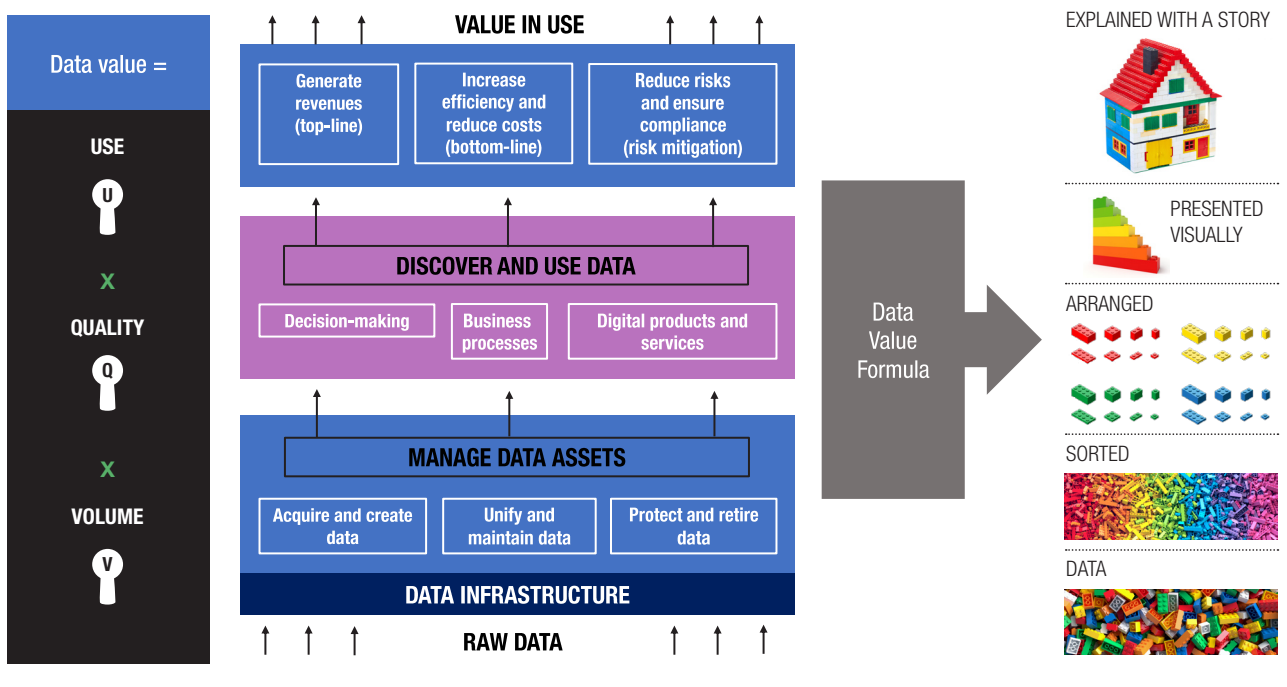 Data value =
USE
U
X
QUALITY
Q
X
VOLUME
V
VALUE IN USE
Generate
revenues
(top-line)
Increase
efficiency and
reduce costs
(bottom-line)
Reduce risks
and ensure
compliance
(risk mitigation)
DISCOVER AND USE DATA
Decision-making
Business
processes
Digital products and
services
MANAGE DATA ASSETS
Acquire and create
data
Unify and
maintain data
Protect and retire
data
DATA INFRASTRUCTURE
RAW DATA
Data
Value
Formula
EXPLAINED WITH A STORY
PRESENTED
VISUALLY
ARRANGED
SORTED
DATA